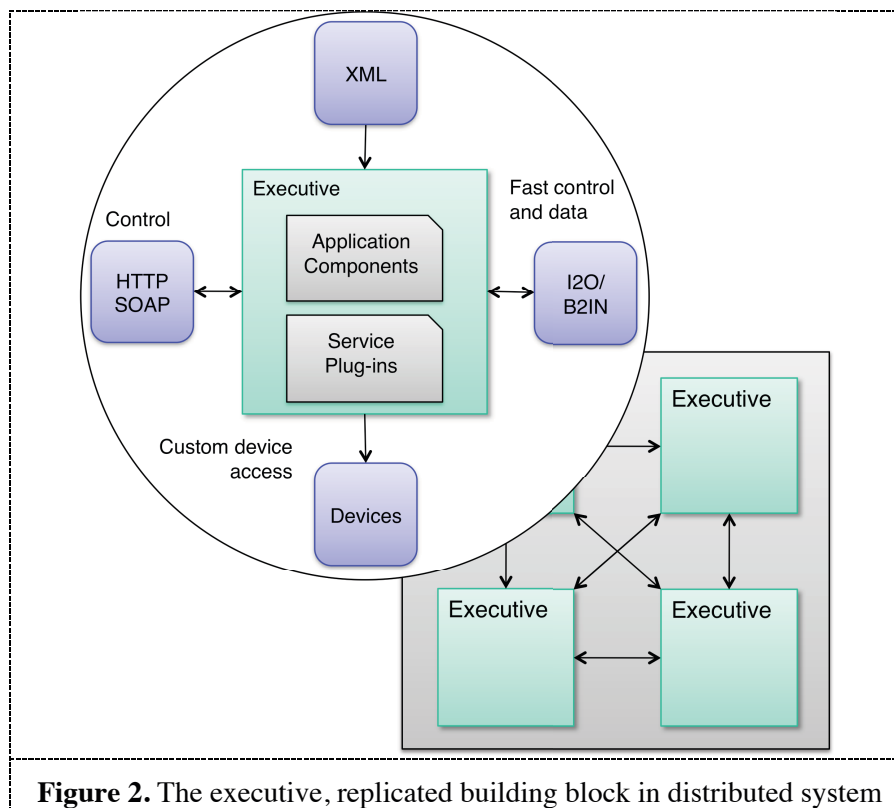 XML
Executive
Fast control
and data
Control
Application
Components
HTTP
SOAP
I2O/
B2IN
Service
Plug-ins
Executive
Custom device
access
Devices
Executive
Executive
Figure 2. The executive, replicated building block in distributed system